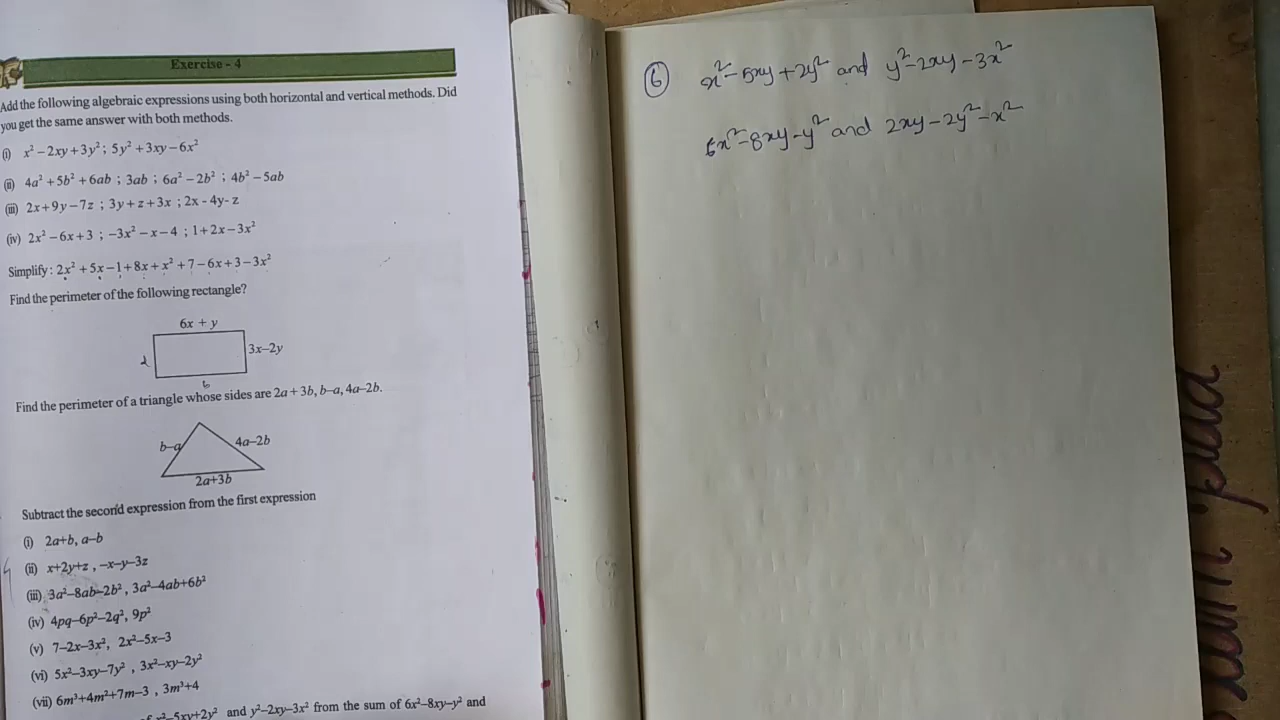 Exercise - 4
Add the following algebraic expressions using both horizontal and vertical methods. Did
you get the same answer with both methods.
(i) x² – 2xy + 3y² ; 5y² + 3xy – 6x²
(ii) 4a² + 5b² + 6ab ; 3ab ; 6a² – 2b² ; 4b² – 5ab
(iii) 2x + 9y – 7z ; 3y + z + 3x ; 2x - 4y - z
(iv) 2x² – 6x + 3 ; –3x² – x – 4 ; 1 + 2x – 3x²
Simplify : 2x² + 5x – 1 + 8x + x² + 7 – 6x + 3 – 3x²
Find the perimeter of the following rectangle?
6x + y
3x–2y
Find the perimeter of a triangle whose sides are 2a + 3b, b–a, 4a–2b.
b–a 4a–2b
2a+3b
Subtract the second expression from the first expression
(i) 2a+b, a–b
(ii) x+2y+z , –x–y–3z
(iii) 3a²–8ab–2b² , 3a²–4ab+6b²
(iv) 4pq–6p²–2q², 9p²
(v) 7–2x–3x², 2x²–5x–3
(vi) 5x²–3xy–7y² , 3x²–xy–2y²
(vii) 6m³+4m²+7m–3 , 3m³+4
x²–5xy+2y² and y²–2xy–3x² from the sum of 6x²–8xy–y² and
6 x² – 5xy + 2y² and y² – 2xy – 3x²
6x² – 8xy – y² and 2xy – 2y² – x²